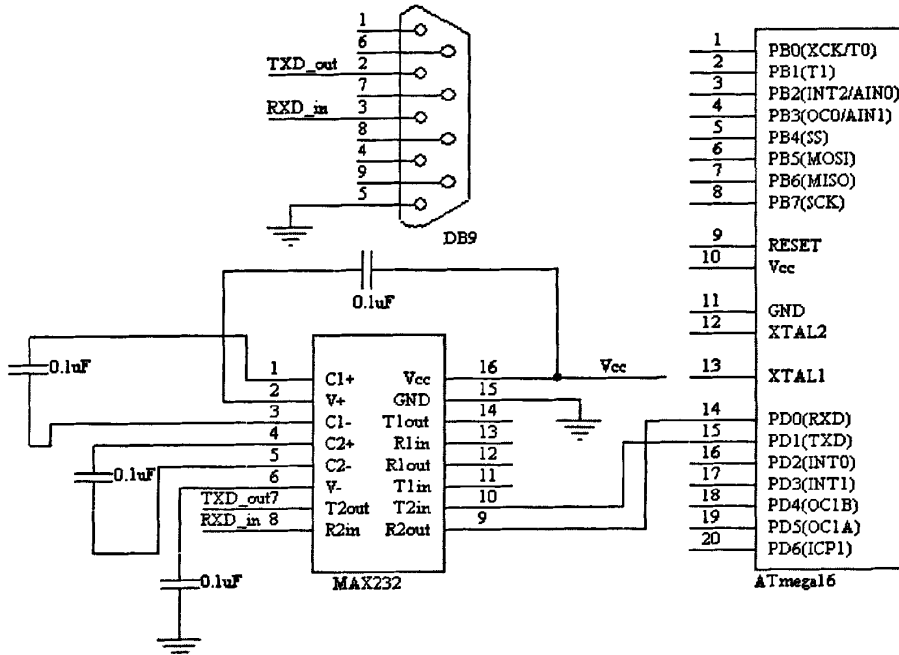 1
6
TXD_out 2
7
RXD_in 3
8
4
9
5
DB9
0.1uF
0.1uF
0.1uF
0.1uF
1 C1+
2 V+
3 C1-
4 C2+
5 C2-
6 V-
TXD_out 7 T2out
RXD_in 8 R2in
Vcc 16
GND 15
T1out 14
R1in 13
R1out 12
T1in 11
T2in 10
R2out 9
MAX232
Vcc
1 PB0(XCK/T0)
2 PB1(T1)
3 PB2(INT2/AIN0)
4 PB3(OC0/AIN1)
5 PB4(SS)
6 PB5(MOSI)
7 PB6(MISO)
8 PB7(SCK)
9 RESET
10 Vcc
11 GND
12 XTAL2
13 XTAL1
14 PD0(RXD)
15 PD1(TXD)
16 PD2(INT0)
17 PD3(INT1)
18 PD4(OC1B)
19 PD5(OC1A)
20 PD6(ICP1)
ATmega16